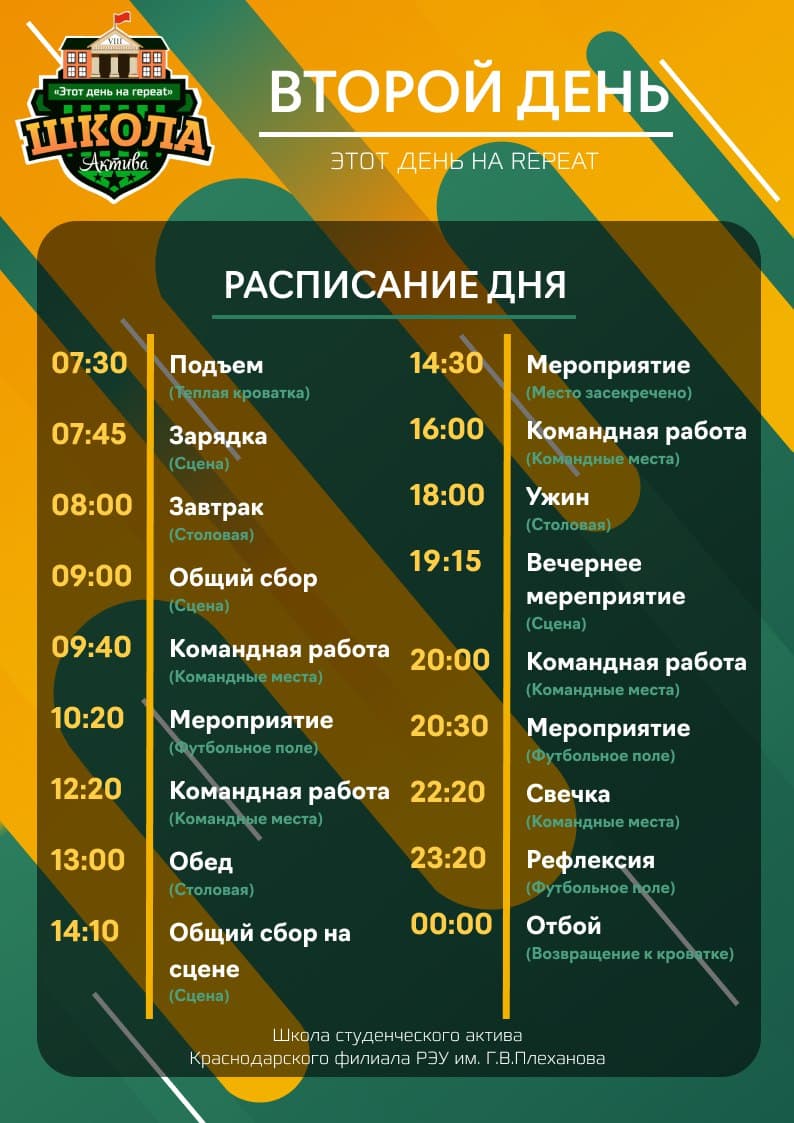 VIII
«Этот день на repeat»
ШКОЛА
Актива
ВТОРОЙ ДЕНЬ
ЭТОТ ДЕНЬ НА REPEAT
РАСПИСАНИЕ ДНЯ
07:30 Подъем
(Теплая кроватка)
07:45 Зарядка
(Сцена)
08:00 Завтрак
(Столовая)
09:00 Общий сбор
(Сцена)
09:40 Командная работа
(Командные места)
10:20 Мероприятие
(Футбольное поле)
12:20 Командная работа
(Командные места)
13:00 Обед
(Столовая)
14:10 Общий сбор на
сцене
(Сцена)
14:30 Мероприятие
(Место засекречено)
16:00 Командная работа
(Командные места)
18:00 Ужин
(Столовая)
19:15 Вечернее
мероприятие
(Сцена)
20:00 Командная работа
(Командные места)
20:30 Мероприятие
(Футбольное поле)
22:20 Свечка
(Командные места)
23:20 Рефлексия
(Футбольное поле)
00:00 Отбой
(Возвращение к кроватке)
Школа студенческого актива
Краснодарского филиала РЭУ им. Г.В.Плеханова